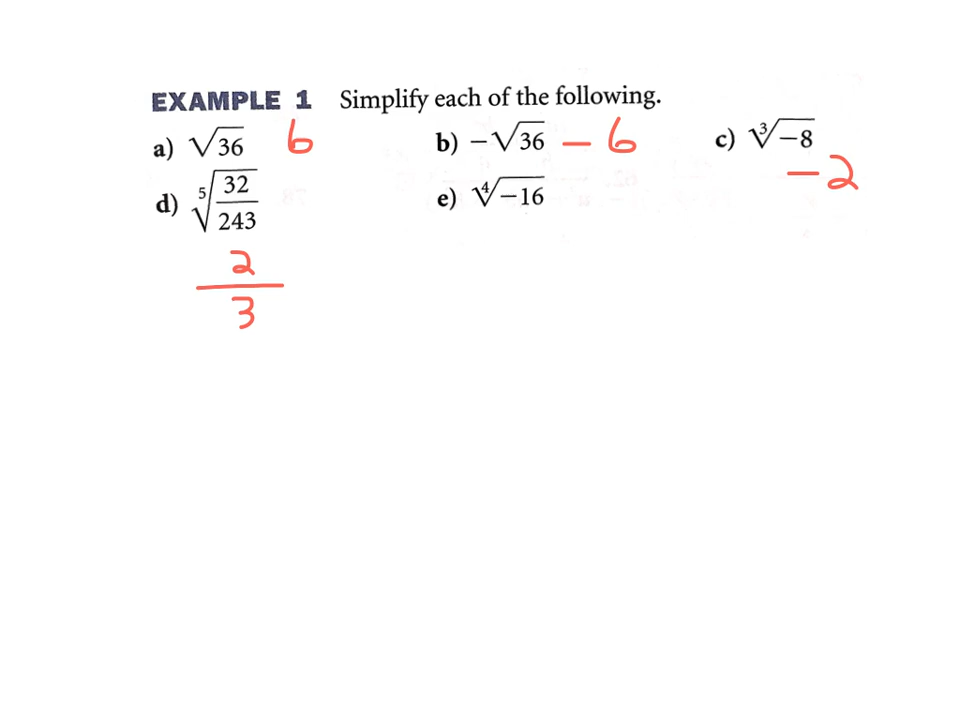 EXAMPLE 1 Simplify each of the following.
a) √36 6 b) −√36 − 6 c) ∛−8
− 2
d) ⁵√(32/243) e) ∜−16
2
3